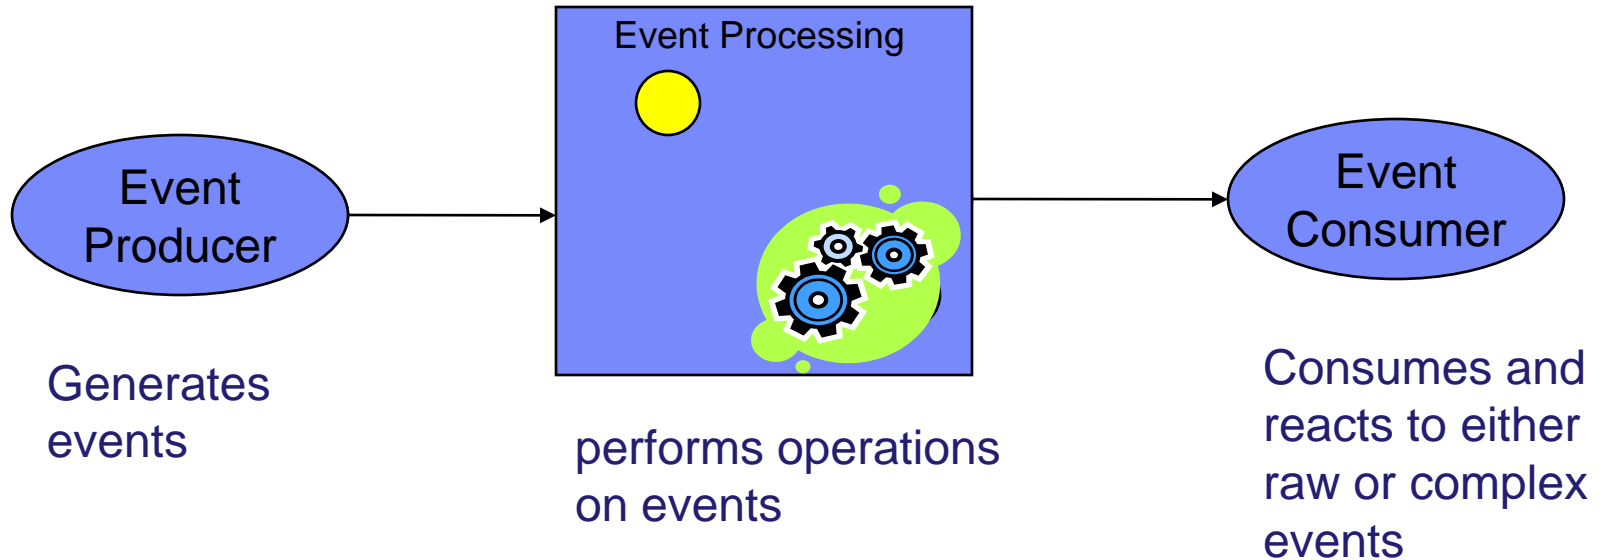 Event Processing
Event
Producer
Event
Consumer
Generates
events
performs operations
on events
Consumes and
reacts to either
raw or complex
events